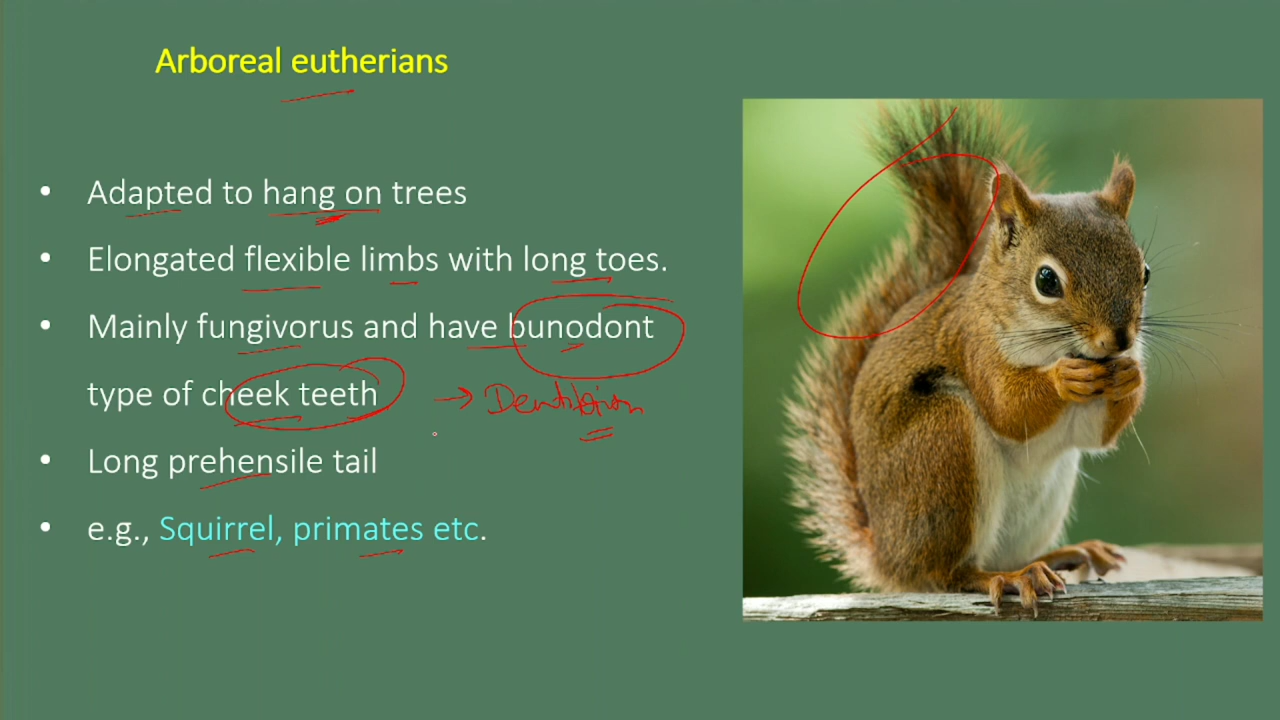 Arboreal eutherians
• Adapted to hang on trees
• Elongated flexible limbs with long toes.
• Mainly fungivorus and have bunodont
type of cheek teeth → Dentition
• Long prehensile tail
• e.g., Squirrel, primates etc.